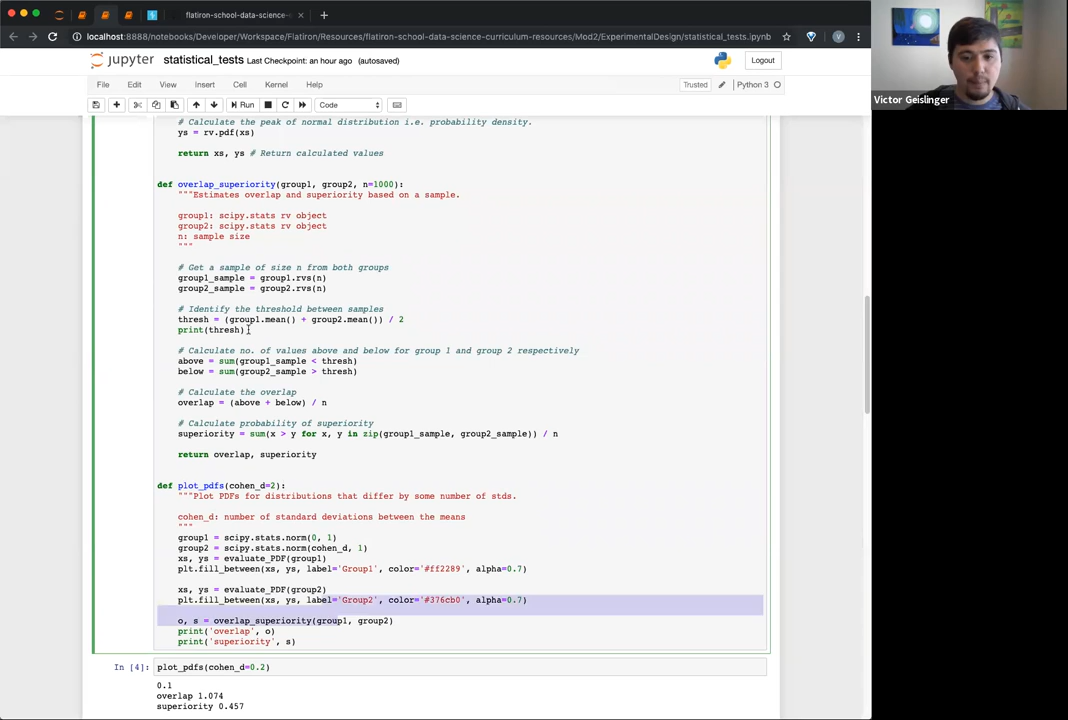 flatiron-school-data-science-
localhost:8888/notebooks/Developer/Workspace/Flatiron/Resources/flatiron-school-data-science-curriculum-resources/Mod2/ExperimentalDesign/statistical_tests.ipynb
V
jupyter statistical_tests Last Checkpoint: an hour ago (autosaved)
Logout
File Edit View Insert Cell Kernel Help
Trusted Python 3
Run Code
Victor Geislinger
# Calculate the peak of normal distribution i.e. probability density.
ys = rv.pdf(xs)
return xs, ys # Return calculated values
def overlap_superiority(group1, group2, n=1000):
"""Estimates overlap and superiority based on a sample.
group1: scipy.stats rv object
group2: scipy.stats rv object
n: sample size
"""
# Get a sample of size n from both groups
group1_sample = group1.rvs(n)
group2_sample = group2.rvs(n)
# Identify the threshold between samples
thresh = (group1.mean() + group2.mean()) / 2
print(thresh)
# Calculate no. of values above and below for group 1 and group 2 respectively
above = sum(group1_sample < thresh)
below = sum(group2_sample > thresh)
# Calculate the overlap
overlap = (above + below) / n
# Calculate probability of superiority
superiority = sum(x > y for x, y in zip(group1_sample, group2_sample)) / n
return overlap, superiority
def plot_pdfs(cohen_d=2):
"""Plot PDFs for distributions that differ by some number of stds.
cohen_d: number of standard deviations between the means
"""
group1 = scipy.stats.norm(0, 1)
group2 = scipy.stats.norm(cohen_d, 1)
xs, ys = evaluate_PDF(group1)
plt.fill_between(xs, ys, label='Group1', color='#ff2289', alpha=0.7)
xs, ys = evaluate_PDF(group2)
plt.fill_between(xs, ys, label='Group2', color='#376cb0', alpha=0.7)
o, s = overlap_superiority(group1, group2)
print('overlap', o)
print('superiority', s)
In [4]: plot_pdfs(cohen_d=0.2)
0.1
overlap 1.074
superiority 0.457